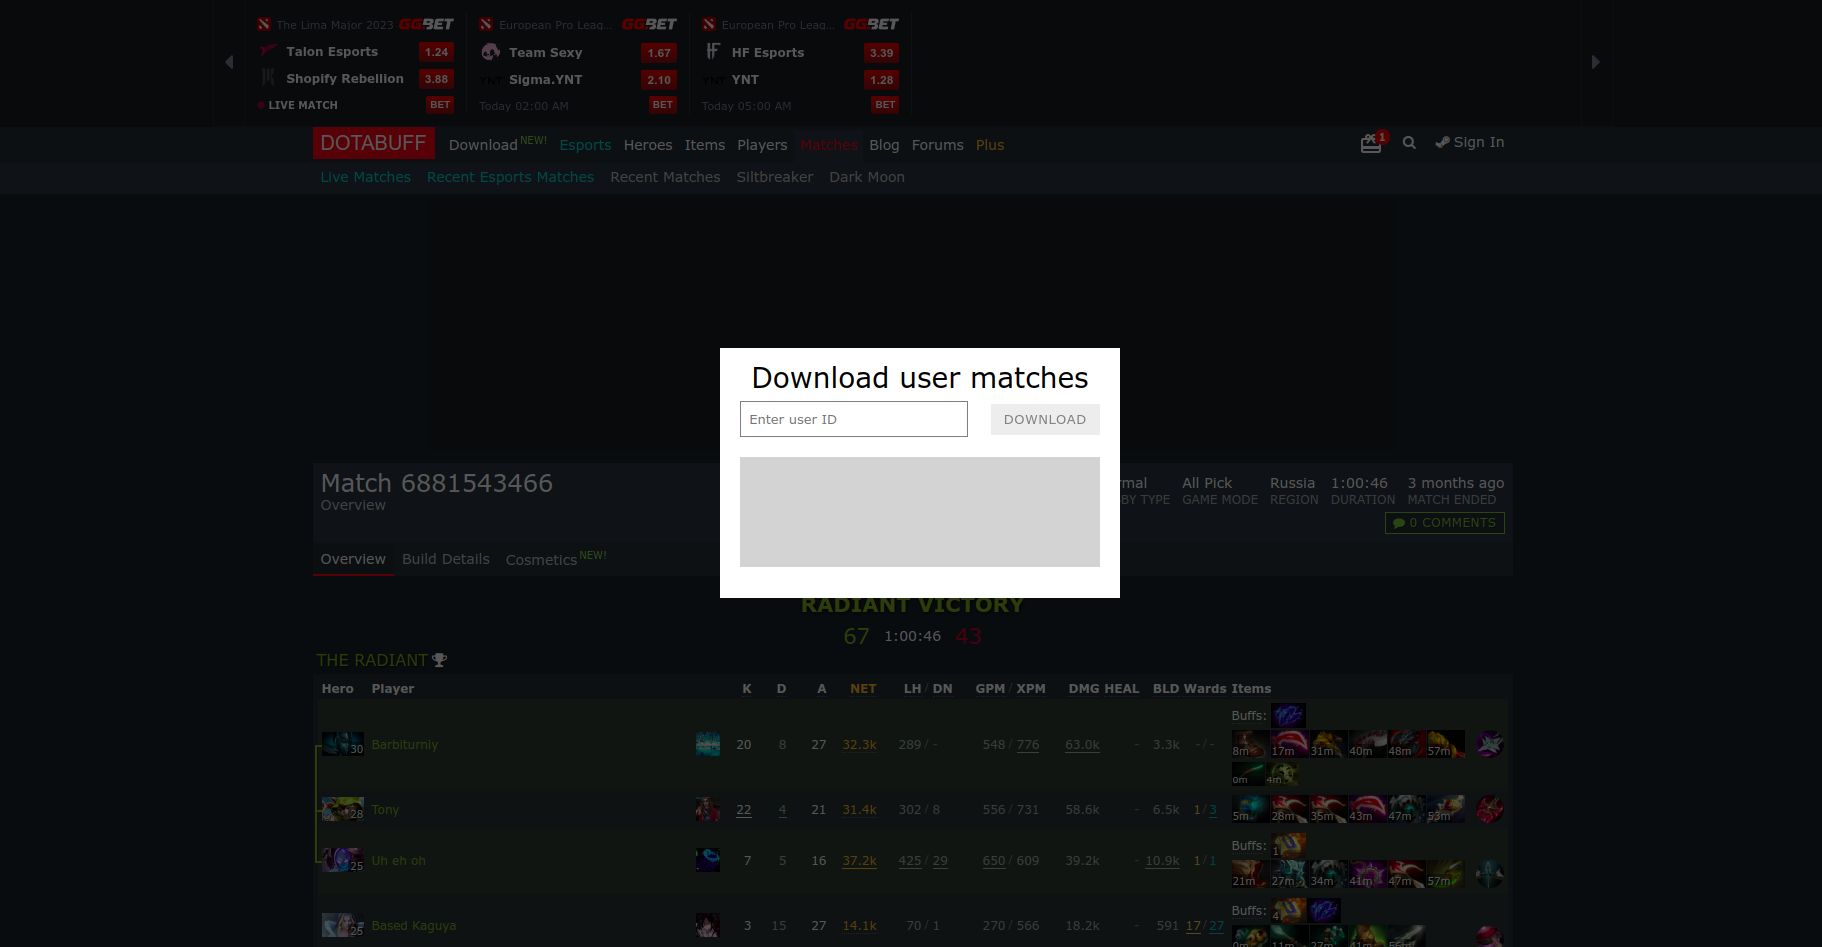 The Lima Major 2023 GGBET
Talon Esports 1.24
Shopify Rebellion 3.88
LIVE MATCH BET
European Pro Leag... GGBET
Team Sexy 1.67
YNT Sigma.YNT 2.10
Today 02:00 AM BET
European Pro Leag... GGBET
HF Esports 3.39
YNT YNT 1.28
Today 05:00 AM BET
DOTABUFF Download NEW! Esports Heroes Items Players Matches Blog Forums Plus 1 Sign In
Live Matches Recent Esports Matches Recent Matches Siltbreaker Dark Moon
Download user matches
Enter user ID DOWNLOAD
Match 6881543466
Overview
rmal All Pick Russia 1:00:46 3 months ago
BY TYPE GAME MODE REGION DURATION MATCH ENDED
0 COMMENTS
Overview Build Details Cosmetics NEW!
RADIANT VICTORY
67 1:00:46 43
THE RADIANT
Hero Player K D A NET LH / DN GPM / XPM DMG HEAL BLD Wards Items
Buffs:
30 Barbiturniy 20 8 27 32.3k 289 / - 548 / 776 63.0k - 3.3k - / - 8m 17m 31m 40m 48m 57m
0m 4m
28 Tony 22 4 21 31.4k 302 / 8 556 / 731 58.6k - 6.5k 1 / 3 5m 28m 35m 43m 47m 53m
Buffs: 1
25 Uh eh oh 7 5 16 37.2k 425 / 29 650 / 609 39.2k - 10.9k 1 / 1 21m 27m 34m 41m 47m 57m
Buffs: 4
25 Based Kaguya 3 15 27 14.1k 70 / 1 270 / 566 18.2k - 591 17 / 27 0m 11m 27m 41m 56m